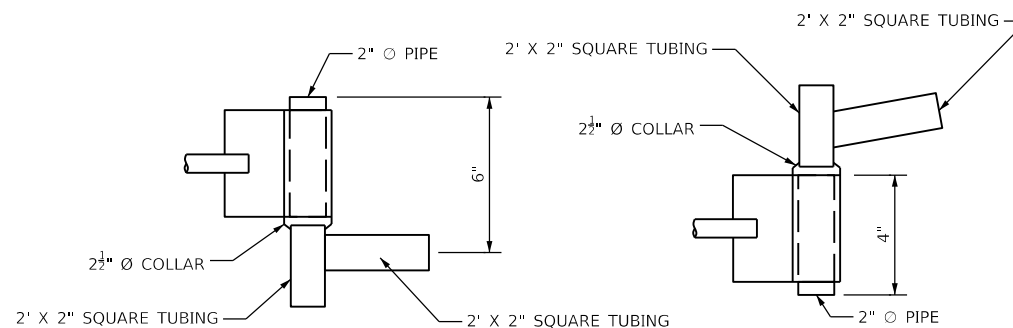 2" ∅ PIPE
6"
2½" Ø COLLAR
2' X 2" SQUARE TUBING
2' X 2" SQUARE TUBING
2' X 2" SQUARE TUBING
2' X 2" SQUARE TUBING
2½" Ø COLLAR
4"
2" ∅ PIPE